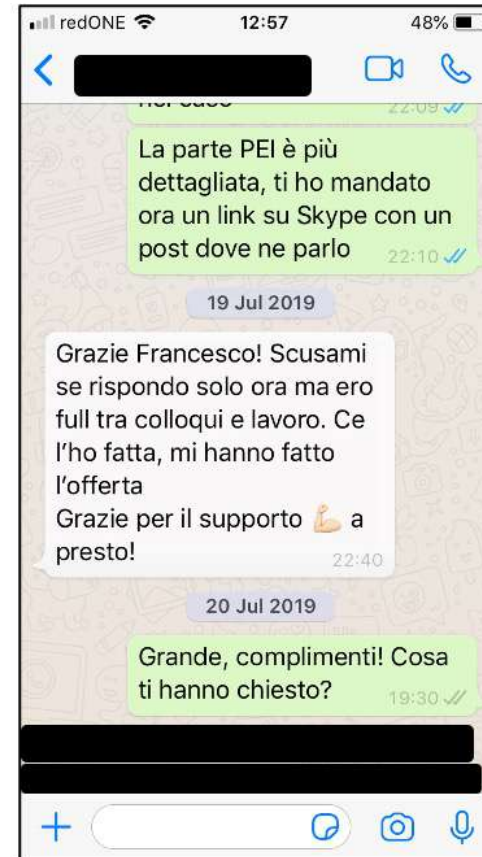 redONE 12:57 48%
22:09
La parte PEI è più
dettagliata, ti ho mandato
ora un link su Skype con un
post dove ne parlo 22:10
19 Jul 2019
Grazie Francesco! Scusami
se rispondo solo ora ma ero
full tra colloqui e lavoro. Ce
l'ho fatta, mi hanno fatto
l'offerta
Grazie per il supporto 💪🏻 a
presto! 22:40
20 Jul 2019
Grande, complimenti! Cosa
ti hanno chiesto? 19:30